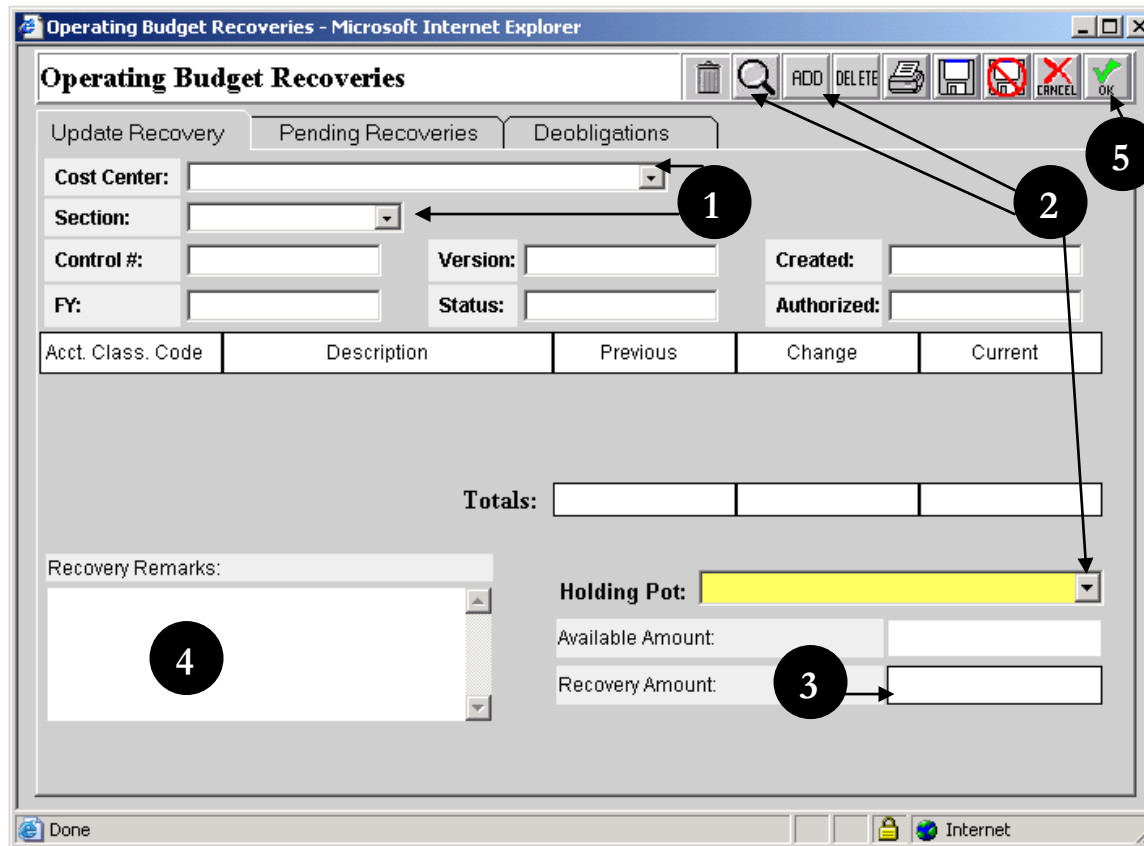 Operating Budget Recoveries - Microsoft Internet Explorer
Operating Budget Recoveries
ADD DELETE CANCEL OK
Update Recovery Pending Recoveries Deobligations
5
Cost Center:
1
2
Section:
Control #: Version: Created:
FY: Status: Authorized:
Acct. Class. Code Description Previous Change Current
Totals:
Recovery Remarks:
Holding Pot:
Available Amount:
4
Recovery Amount:
3
Done Internet